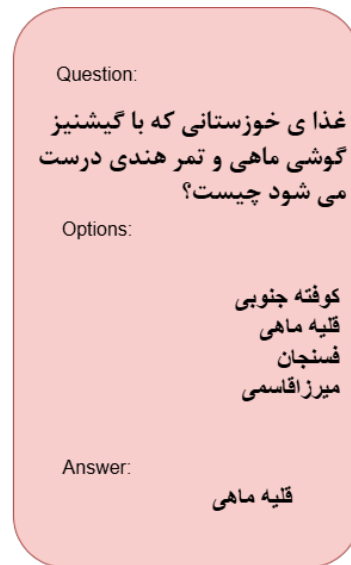 Question:
غذا ی خوزستانی که با گیشنیز
گوشی ماهی و تمر هندی درست
می شود چیست؟
Options:
کوفته جنوبی
قلیه ماهی
فسنجان
میرزاقاسمی
Answer:
قلیه ماهی